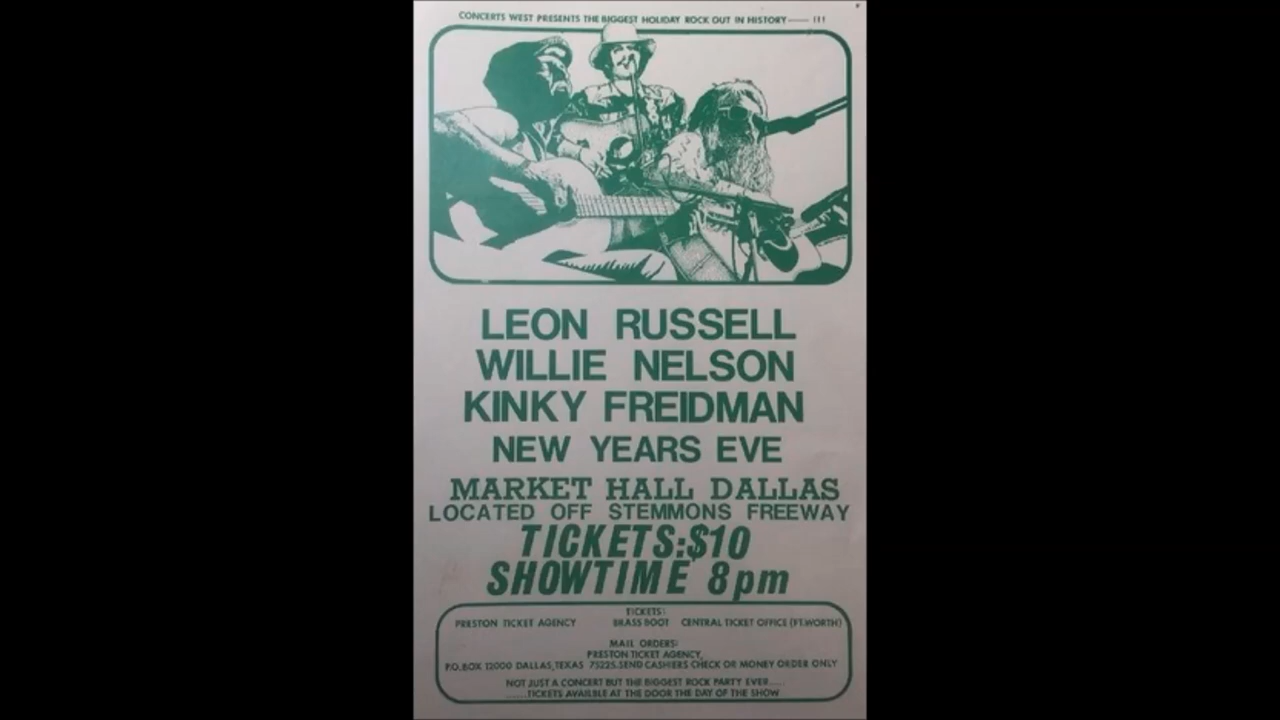 CONCERTS WEST PRESENTS THE BIGGEST HOLIDAY ROCK OUT IN HISTORY—— !!!
LEON RUSSELL
WILLIE NELSON
KINKY FREIDMAN
NEW YEARS EVE
MARKET HALL DALLAS
LOCATED OFF STEMMONS FREEWAY
TICKETS:$10
SHOWTIME 8pm
TICKETS:
PRESTON TICKET AGENCY BRASS BOOT CENTRAL TICKET OFFICE (FT.WORTH)
MAIL ORDERS:
PRESTON TICKET AGENCY,
P.O.BOX 12000 DALLAS,TEXAS 75225.SEND CASHIERS CHECK OR MONEY ORDER ONLY
NOT JUST A CONCERT BUT THE BIGGEST ROCK PARTY EVER.....
......TICKETS AVAILBLE AT THE DOOR THE DAY OF THE SHOW